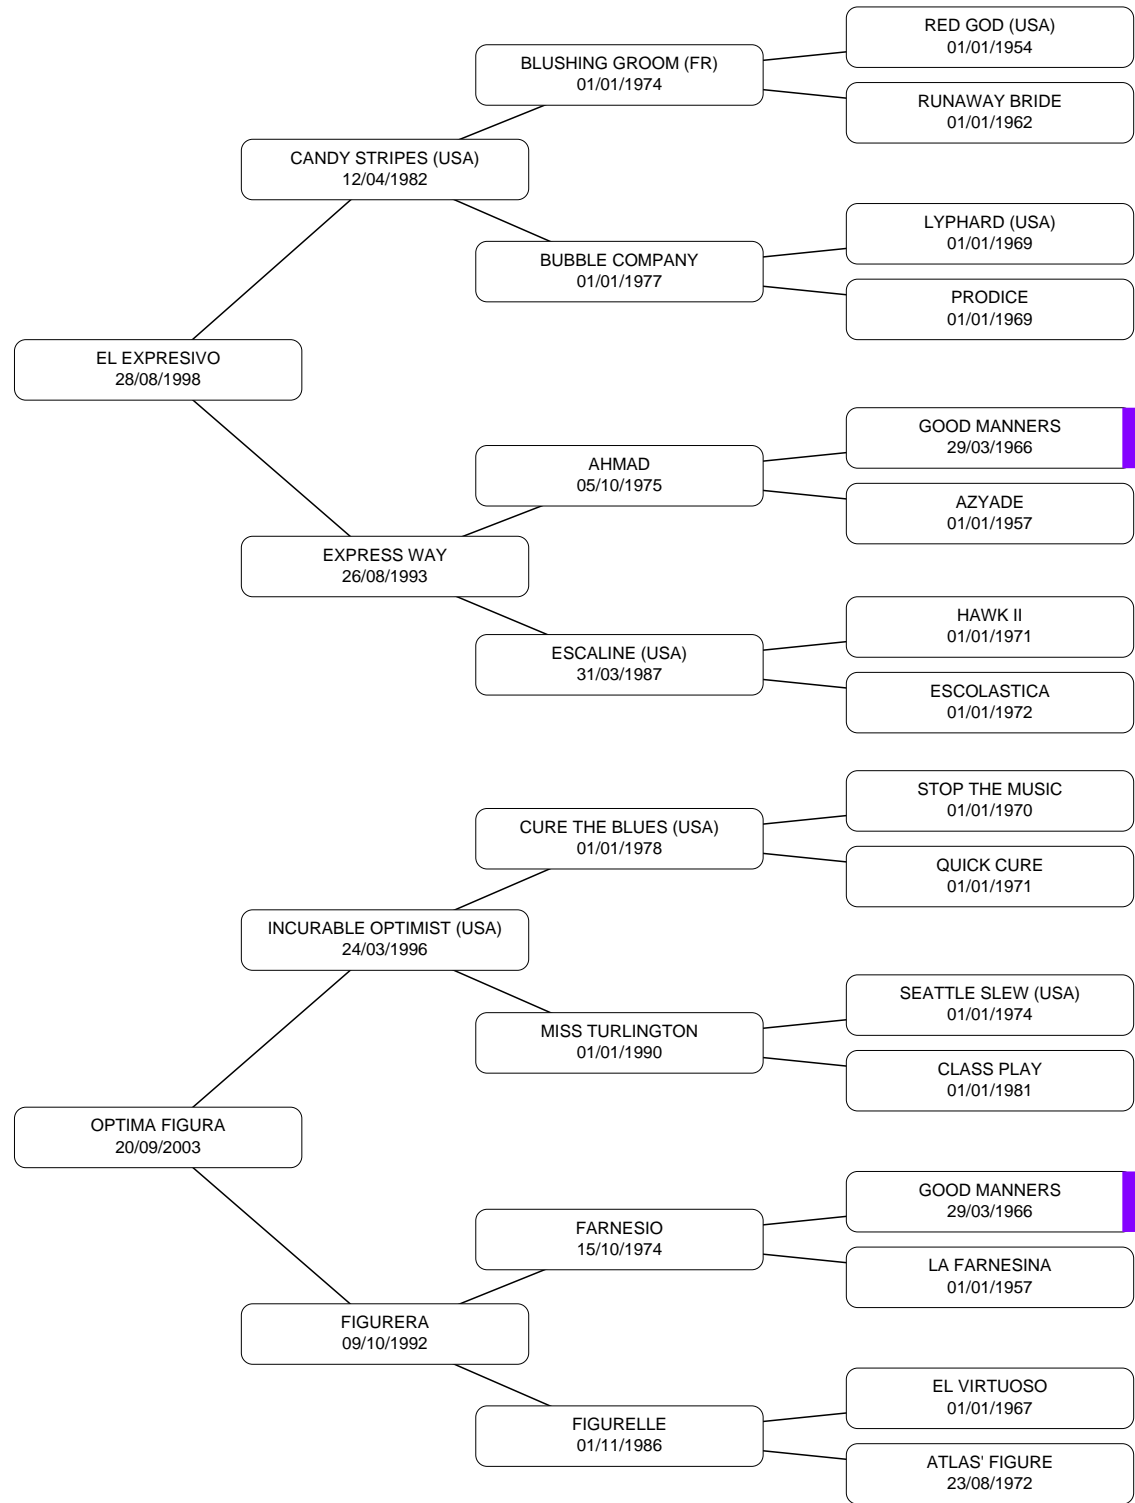 RED GOD (USA)
01/01/1954
BLUSHING GROOM (FR)
01/01/1974
RUNAWAY BRIDE
01/01/1962
CANDY STRIPES (USA)
12/04/1982
LYPHARD (USA)
01/01/1969
BUBBLE COMPANY
01/01/1977
PRODICE
01/01/1969
EL EXPRESIVO
28/08/1998
GOOD MANNERS
29/03/1966
AHMAD
05/10/1975
AZYADE
01/01/1957
EXPRESS WAY
26/08/1993
HAWK II
01/01/1971
ESCALINE (USA)
31/03/1987
ESCOLASTICA
01/01/1972
STOP THE MUSIC
01/01/1970
CURE THE BLUES (USA)
01/01/1978
QUICK CURE
01/01/1971
INCURABLE OPTIMIST (USA)
24/03/1996
SEATTLE SLEW (USA)
01/01/1974
MISS TURLINGTON
01/01/1990
CLASS PLAY
01/01/1981
OPTIMA FIGURA
20/09/2003
GOOD MANNERS
29/03/1966
FARNESIO
15/10/1974
LA FARNESINA
01/01/1957
FIGURERA
09/10/1992
EL VIRTUOSO
01/01/1967
FIGURELLE
01/11/1986
ATLAS' FIGURE
23/08/1972